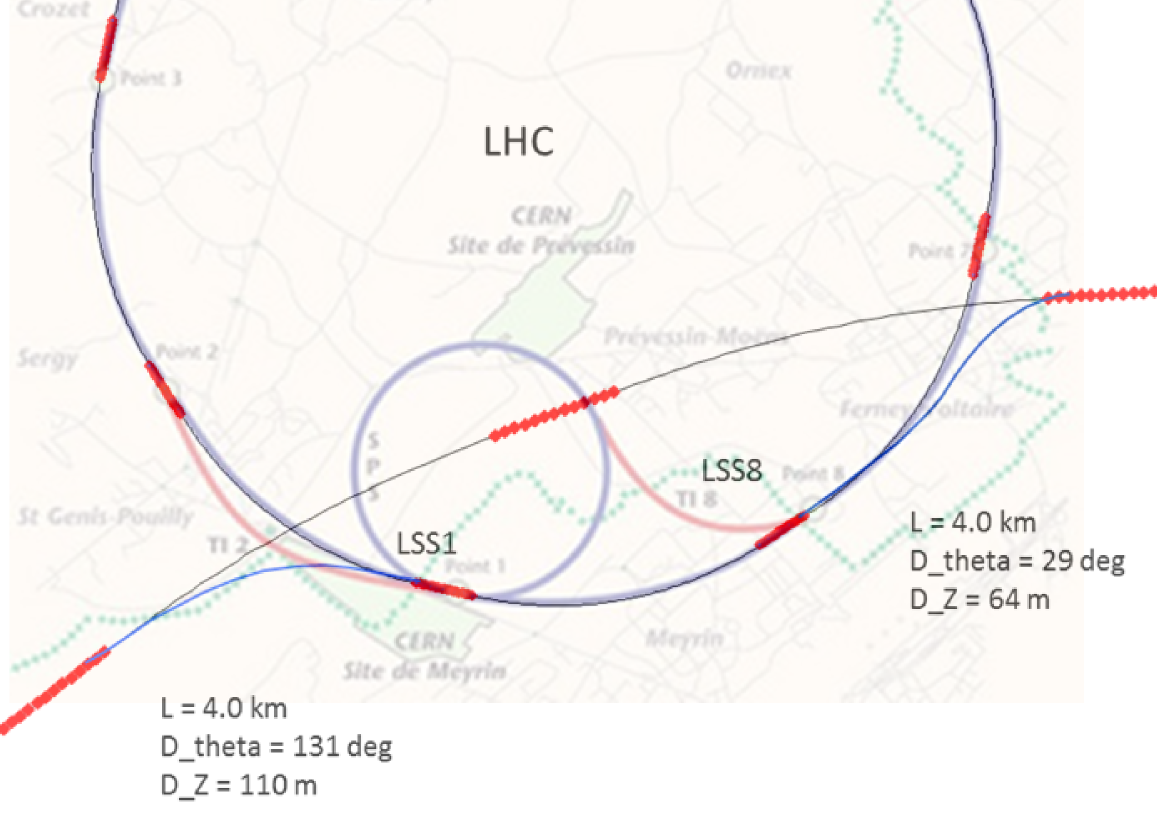 Crozet
Point 3
Ornex
LHC
CERN
Site de Prévessin
Point 7
Point 2
Sergy
Prévessin-Moëns
Ferney-Voltaire
S
P
S
LSS8
Point 8
TI 8
St Genis-Pouilly
TI 2
LSS1
Point 1
L = 4.0 km
D_theta = 29 deg
D_Z = 64 m
CERN
Site de Meyrin
Meyrin
L = 4.0 km
D_theta = 131 deg
D_Z = 110 m